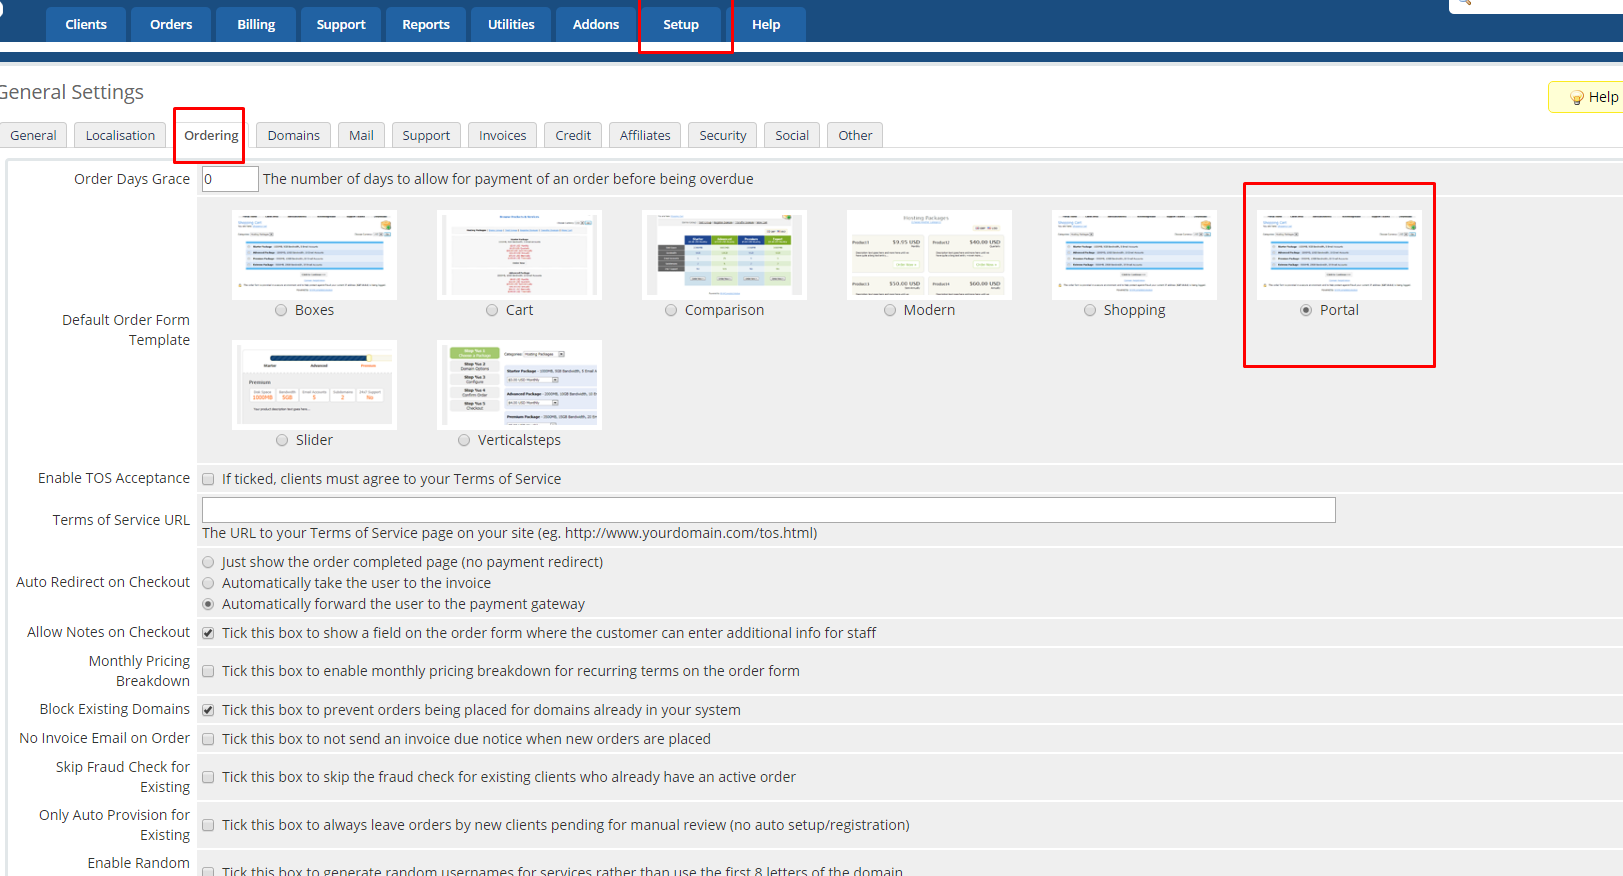 Clients Orders Billing Support Reports Utilities Addons Setup Help
General Settings
Help
General Localisation Ordering Domains Mail Support Invoices Credit Affiliates Security Social Other
Order Days Grace 0 The number of days to allow for payment of an order before being overdue
Default Order Form Template
Boxes Cart Comparison Modern Shopping Portal
Slider Verticalsteps
Enable TOS Acceptance If ticked, clients must agree to your Terms of Service
Terms of Service URL
The URL to your Terms of Service page on your site (eg. http://www.yourdomain.com/tos.html)
Auto Redirect on Checkout
Just show the order completed page (no payment redirect)
Automatically take the user to the invoice
Automatically forward the user to the payment gateway
Allow Notes on Checkout Tick this box to show a field on the order form where the customer can enter additional info for staff
Monthly Pricing Breakdown Tick this box to enable monthly pricing breakdown for recurring terms on the order form
Block Existing Domains Tick this box to prevent orders being placed for domains already in your system
No Invoice Email on Order Tick this box to not send an invoice due notice when new orders are placed
Skip Fraud Check for Existing Tick this box to skip the fraud check for existing clients who already have an active order
Only Auto Provision for Existing Tick this box to always leave orders by new clients pending for manual review (no auto setup/registration)
Enable Random
Tick this box to generate random usernames for services rather than use the first 8 letters of the domain